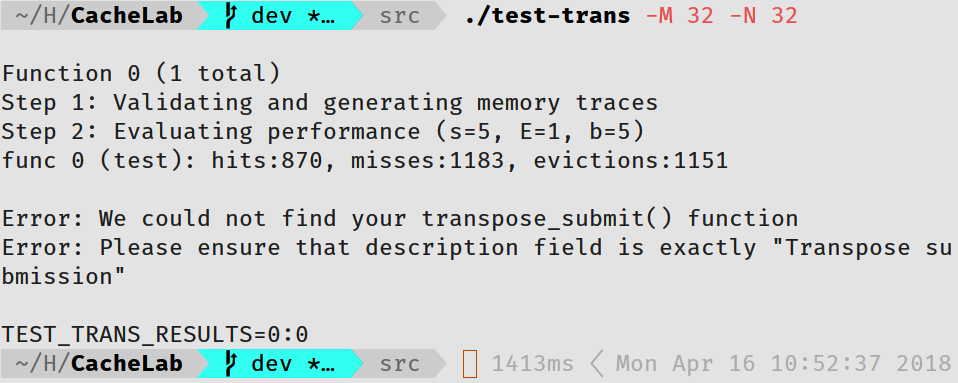 ~/H/CacheLab dev *… src ./test-trans -M 32 -N 32
Function 0 (1 total)
Step 1: Validating and generating memory traces
Step 2: Evaluating performance (s=5, E=1, b=5)
func 0 (test): hits:870, misses:1183, evictions:1151
Error: We could not find your transpose_submit() function
Error: Please ensure that description field is exactly "Transpose su
bmission"
TEST_TRANS_RESULTS=0:0
~/H/CacheLab dev *… src 1413ms Mon Apr 16 10:52:37 2018